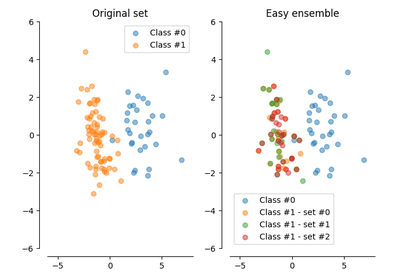 Original set
Class #0
Class #1
6
4
2
0
−2
−4
−6
−5
0
5
Easy ensemble
6
4
2
0
−2
−4
−6
Class #0
Class #1 - set #0
Class #1 - set #1
Class #1 - set #2
−5
0
5